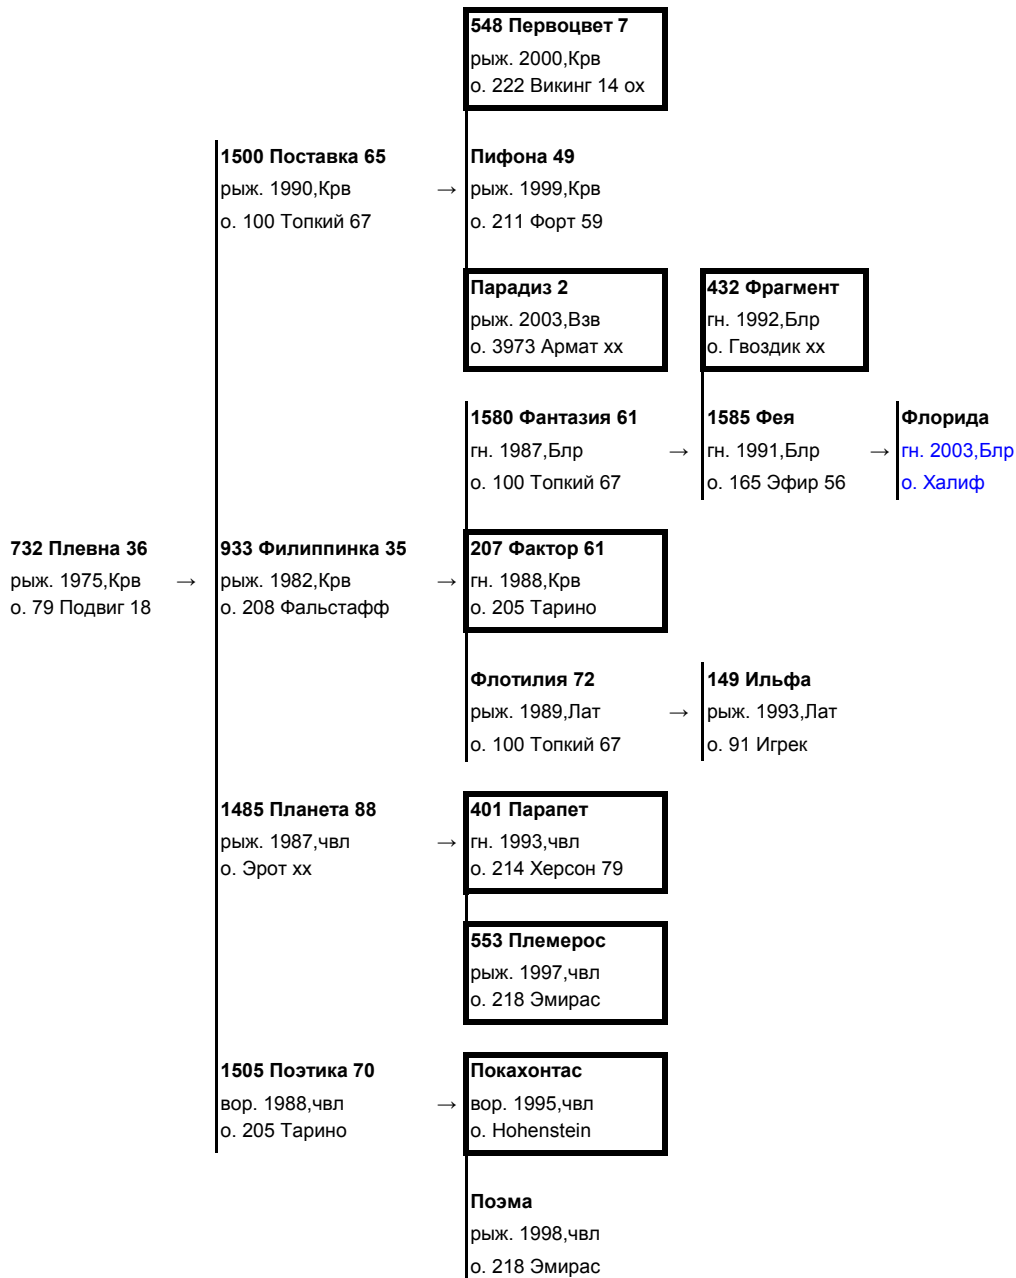 548 Первоцвет 7
рыж. 2000,Крв
о. 222 Викинг 14 ох
1500 Поставка 65
рыж. 1990,Крв
о. 100 Топкий 67
→
Пифона 49
рыж. 1999,Крв
о. 211 Форт 59
Парадиз 2
рыж. 2003,Взв
о. 3973 Армат хх
432 Фрагмент
гн. 1992,Блр
о. Гвоздик хх
1580 Фантазия 61
гн. 1987,Блр
о. 100 Топкий 67
→
1585 Фея
гн. 1991,Блр
о. 165 Эфир 56
→
Флорида
гн. 2003,Блр
о. Халиф
732 Плевна 36
рыж. 1975,Крв
о. 79 Подвиг 18
→
933 Филиппинка 35
рыж. 1982,Крв
о. 208 Фальстафф
→
207 Фактор 61
гн. 1988,Крв
о. 205 Тарино
Флотилия 72
рыж. 1989,Лат
о. 100 Топкий 67
→
149 Ильфа
рыж. 1993,Лат
о. 91 Игрек
1485 Планета 88
рыж. 1987,чвл
о. Эрот хх
→
401 Парапет
гн. 1993,чвл
о. 214 Херсон 79
553 Племерос
рыж. 1997,чвл
о. 218 Эмирас
1505 Поэтика 70
вор. 1988,чвл
о. 205 Тарино
→
Покахонтас
вор. 1995,чвл
о. Hohenstein
Поэма
рыж. 1998,чвл
о. 218 Эмирас